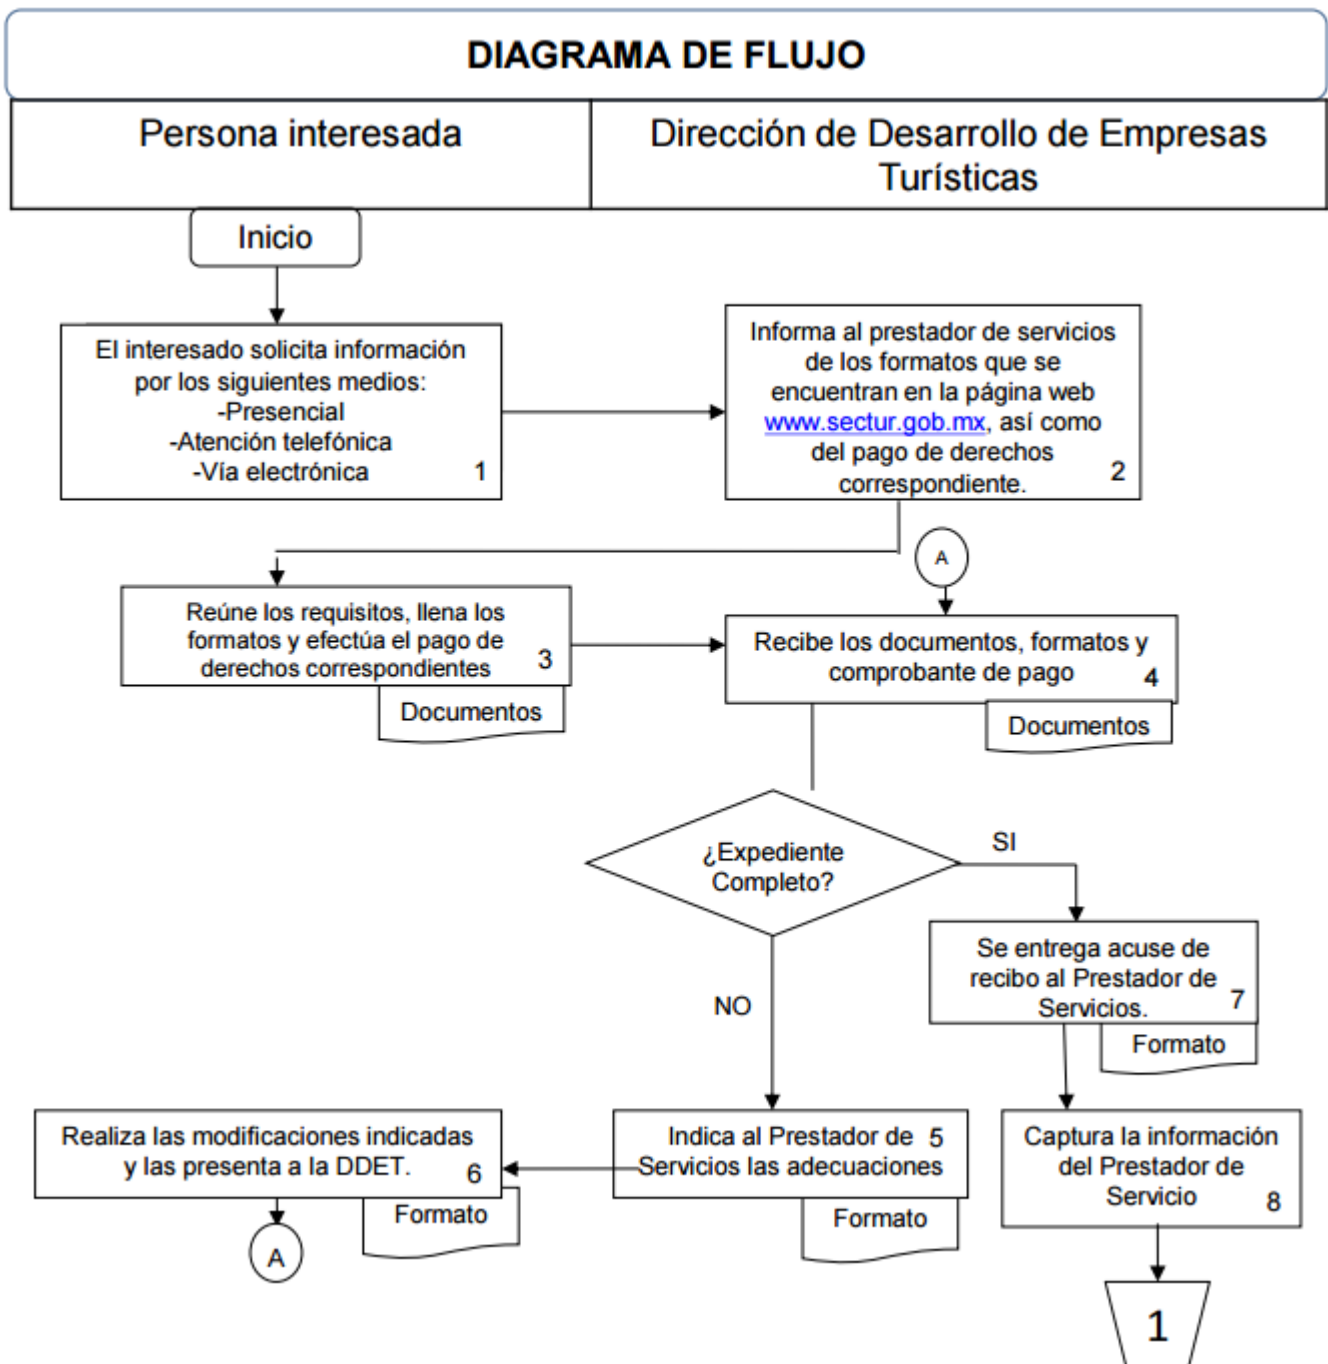 DIAGRAMA DE FLUJO
Persona interesada
Dirección de Desarrollo de Empresas
Turísticas
Inicio
El interesado solicita información
por los siguientes medios:
-Presencial
-Atención telefónica
-Vía electrónica
1
Informa al prestador de servicios
de los formatos que se
encuentran en la página web
www.sectur.gob.mx, así como
del pago de derechos
correspondiente.
2
A
Reúne los requisitos, llena los
formatos y efectúa el pago de
derechos correspondientes
3
Documentos
Recibe los documentos, formatos y
comprobante de pago
4
Documentos
¿Expediente
Completo?
SI
NO
Se entrega acuse de
recibo al Prestador de
Servicios.
7
Formato
Realiza las modificaciones indicadas
y las presenta a la DDET.
6
Formato
A
Indica al Prestador de
Servicios las adecuaciones
5
Formato
Captura la información
del Prestador de
Servicio
8
1